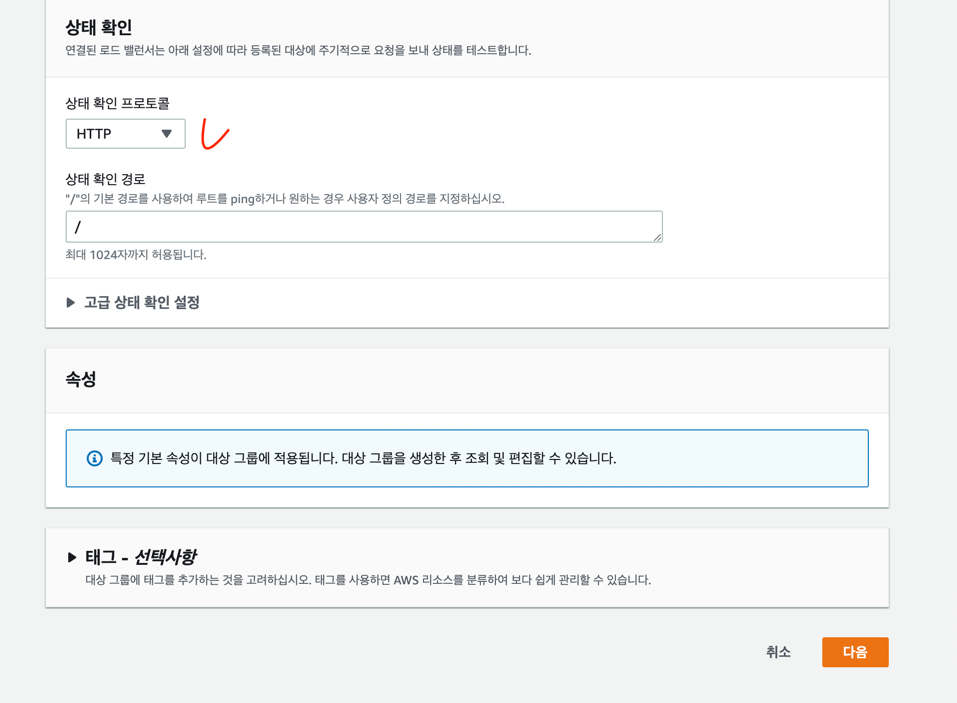 상태 확인
연결된 로드 밸런서는 아래 설정에 따라 등록된 대상에 주기적으로 요청을 보내 상태를 테스트합니다.
상태 확인 프로토콜
HTTP
상태 확인 경로
"/"의 기본 경로를 사용하여 루트를 ping하거나 원하는 경우 사용자 정의 경로를 지정하십시오.
/
최대 1024자까지 허용됩니다.
고급 상태 확인 설정
속성
특정 기본 속성이 대상 그룹에 적용됩니다. 대상 그룹을 생성한 후 조회 및 편집할 수 있습니다.
태그 - 선택사항
대상 그룹에 태그를 추가하는 것을 고려하십시오. 태그를 사용하면 AWS 리소스를 분류하여 보다 쉽게 관리할 수 있습니다.
취소 다음